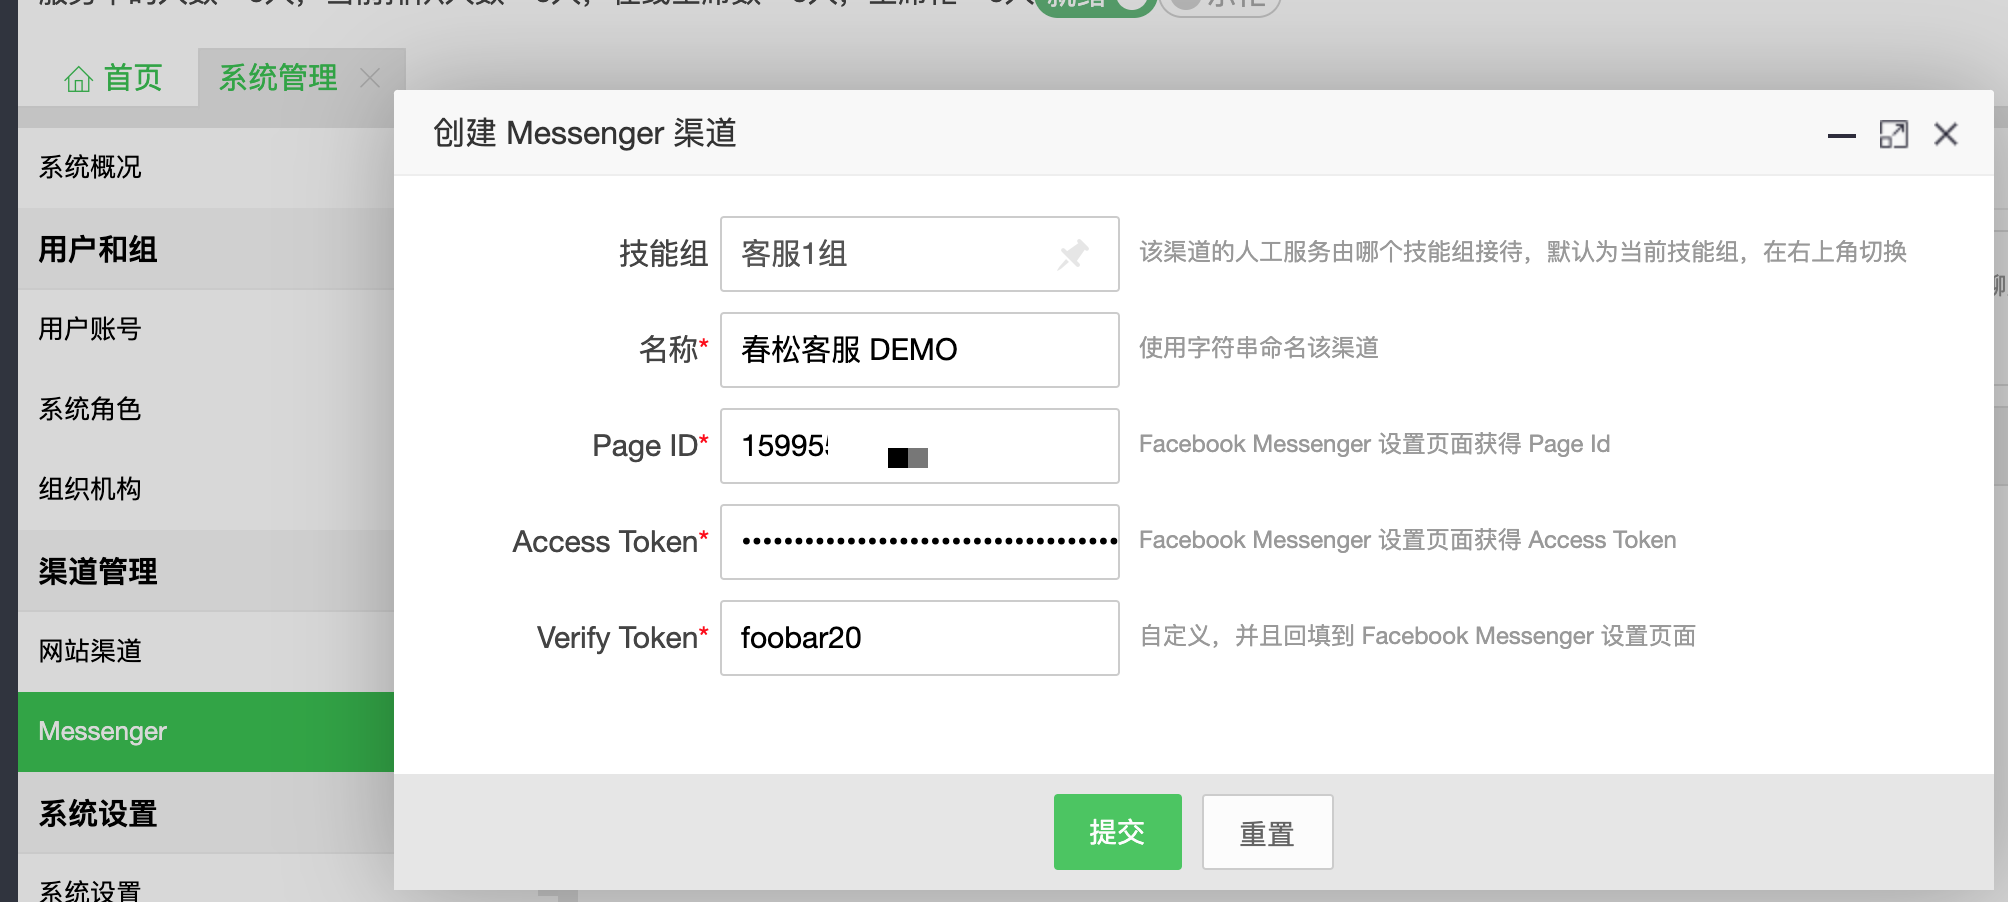 首页
系统管理
创建 Messenger 渠道
系统概况
用户和组
用户账号
系统角色
组织机构
渠道管理
网站渠道
Messenger
系统设置
系统设置
技能组 客服1组 该渠道的人工服务由哪个技能组接待，默认为当前技能组，在右上角切换
名称* 春松客服 DEMO 使用字符串命名该渠道
Page ID* 15995 Facebook Messenger 设置页面获得 Page Id
Access Token* Facebook Messenger 设置页面获得 Access Token
Verify Token* foobar20 自定义，并且回填到 Facebook Messenger 设置页面
提交 重置